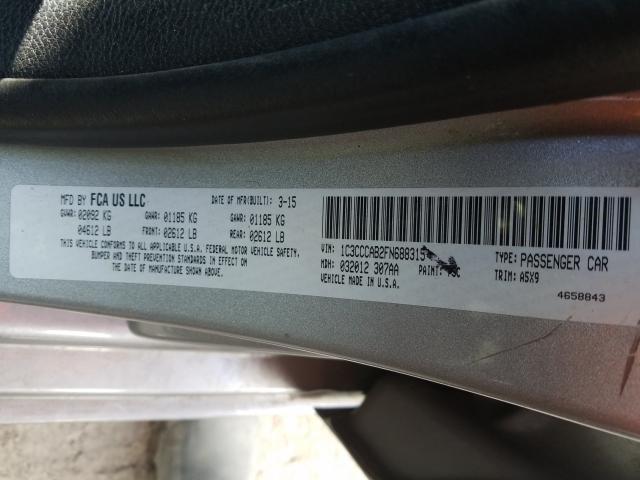 MFD BY FCA US LLC DATE OF MFR(BUILT): 3-15
GVWR: 02092 KG GAWR: 01185 KG GAWR: 01185 KG
04612 LB FRONT: 02612 LB REAR: 02612 LB
THIS VEHICLE CONFORMS TO ALL APPLICABLE U.S.A. FEDERAL MOTOR VEHICLE SAFETY,
BUMPER AND THEFT PREVENTION STANDARDS IN EFFECT ON
THE DATE OF MANUFACTURE SHOWN ABOVE.
VIN: 1C3CCCAB2FN688315 TYPE: PASSENGER CAR
MDH: 032012 307AA PAINT: TRIM: A5X9
VEHICLE MADE IN U.S.A. 4658843